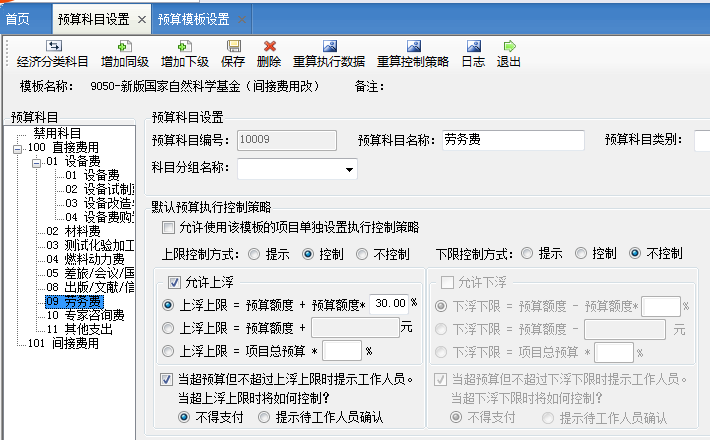 首页 预算科目设置 × 预算模板设置 ×
经济分类科目 增加同级 增加下级 保存 删除 重算执行数据 重算控制策略 日志 退出
模板名称： 9050-新版国家自然科学基金（间接费用改） 备注：
预算科目
禁用科目
100 直接费用
01 设备费
01 设备费
02 设备试制
03 设备改造
04 设备费购
02 材料费
03 测试化验加工
04 燃料动力费
05 差旅/会议/国
08 出版/文献/信
09 劳务费
10 专家咨询费
11 其他支出
101 间接费用
预算科目设置
预算科目编号： 10009 预算科目名称： 劳务费 预算科目类别：
科目分组名称：
默认预算执行控制策略
允许使用该模板的项目单独设置执行控制策略
上限控制方式： 提示 控制 不控制 下限控制方式： 提示 控制 不控制
允许上浮
上浮上限 = 预算额度 + 预算额度* 30.00 %
上浮上限 = 预算额度 + 元
上浮上限 = 项目总预算 * %
当超预算但不超过上浮上限时提示工作人员。
当超上浮上限时将如何控制?
不得支付 提示待工作人员确认
允许下浮
下浮下限 = 预算额度 - 预算额度* %
下浮下限 = 预算额度 - 元
下浮下限 = 项目总预算 * %
当超预算但不超过下浮下限时提示工作人员。
当超下浮下限时将如何控制?
不得支付 提示待工作人员确认